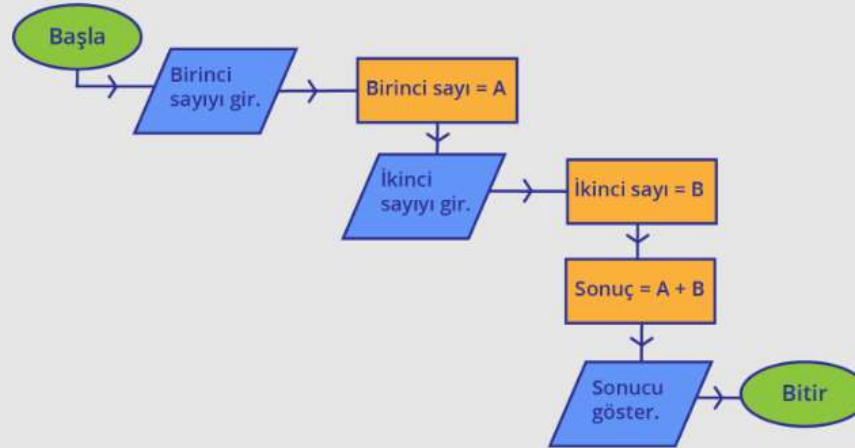 Başla
Birinci
sayıyı gir.
Birinci sayı = A
İkinci
sayıyı gir.
İkinci sayı = B
Sonuç = A + B
Sonucu
göster.
Bitir